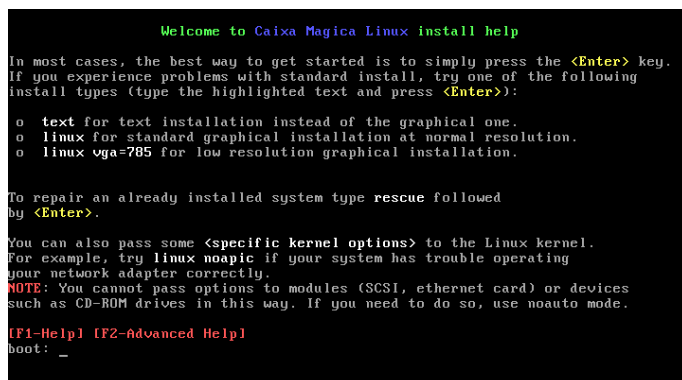 Welcome to Caixa Magica Linux install help
In most cases, the best way to get started is to simply press the <Enter> key.
If you experience problems with standard install, try one of the following
install types (type the highlighted text and press <Enter>):
o text for text installation instead of the graphical one.
o linux for standard graphical installation at normal resolution.
o linux vga=785 for low resolution graphical installation.
To repair an already installed system type rescue followed
by <Enter>.
You can also pass some <specific kernel options> to the Linux kernel.
For example, try linux noapic if your system has trouble operating
your network adapter correctly.
NOTE: You cannot pass options to modules (SCSI, ethernet card) or devices
such as CD-ROM drives in this way. If you need to do so, use noauto mode.
[F1-Help] [F2-Advanced Help]
boot: _